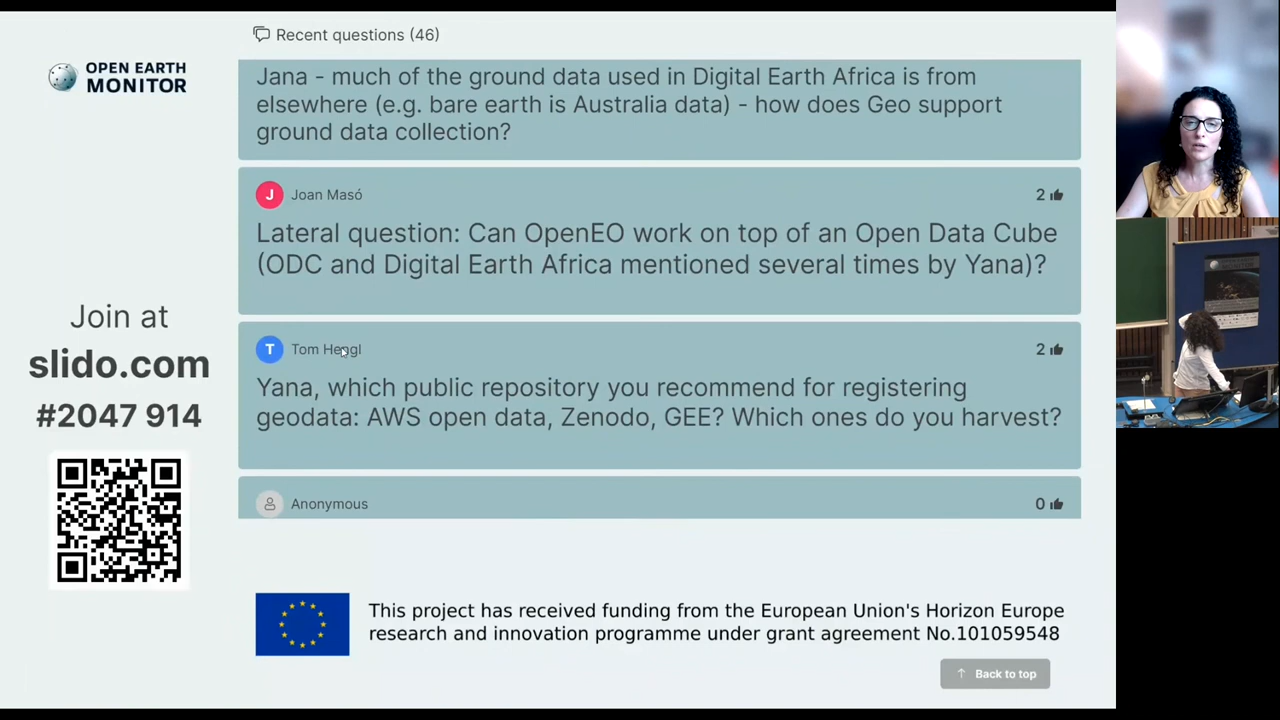 Recent questions (46)
OPEN EARTH
MONITOR
Jana - much of the ground data used in Digital Earth Africa is from
elsewhere (e.g. bare earth is Australia data) - how does Geo support
ground data collection?
J Joan Masó 2
Lateral question: Can OpenEO work on top of an Open Data Cube
(ODC and Digital Earth Africa mentioned several times by Yana)?
Join at
slido.com
#2047 914
T Tom Hengl 2
Yana, which public repository you recommend for registering
geodata: AWS open data, Zenodo, GEE? Which ones do you harvest?
Anonymous 0
This project has received funding from the European Union's Horizon Europe
research and innovation programme under grant agreement No.101059548
Back to top